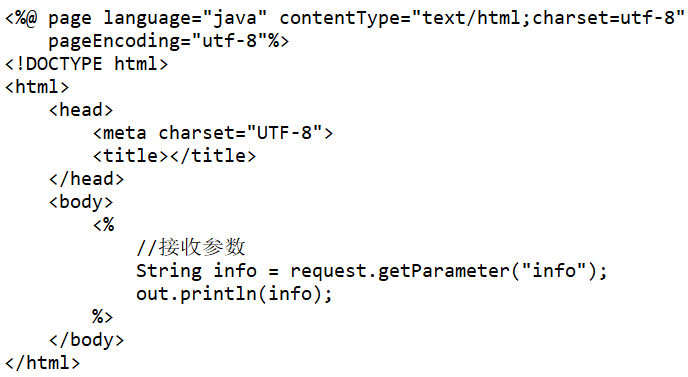 <%@ page language="java" contentType="text/html;charset=utf-8"
    pageEncoding="utf-8"%>
<!DOCTYPE html>
<html>
    <head>
        <meta charset="UTF-8">
        <title></title>
    </head>
    <body>
        <%
            //接收参数
            String info = request.getParameter("info");
            out.println(info);
        %>
    </body>
</html>